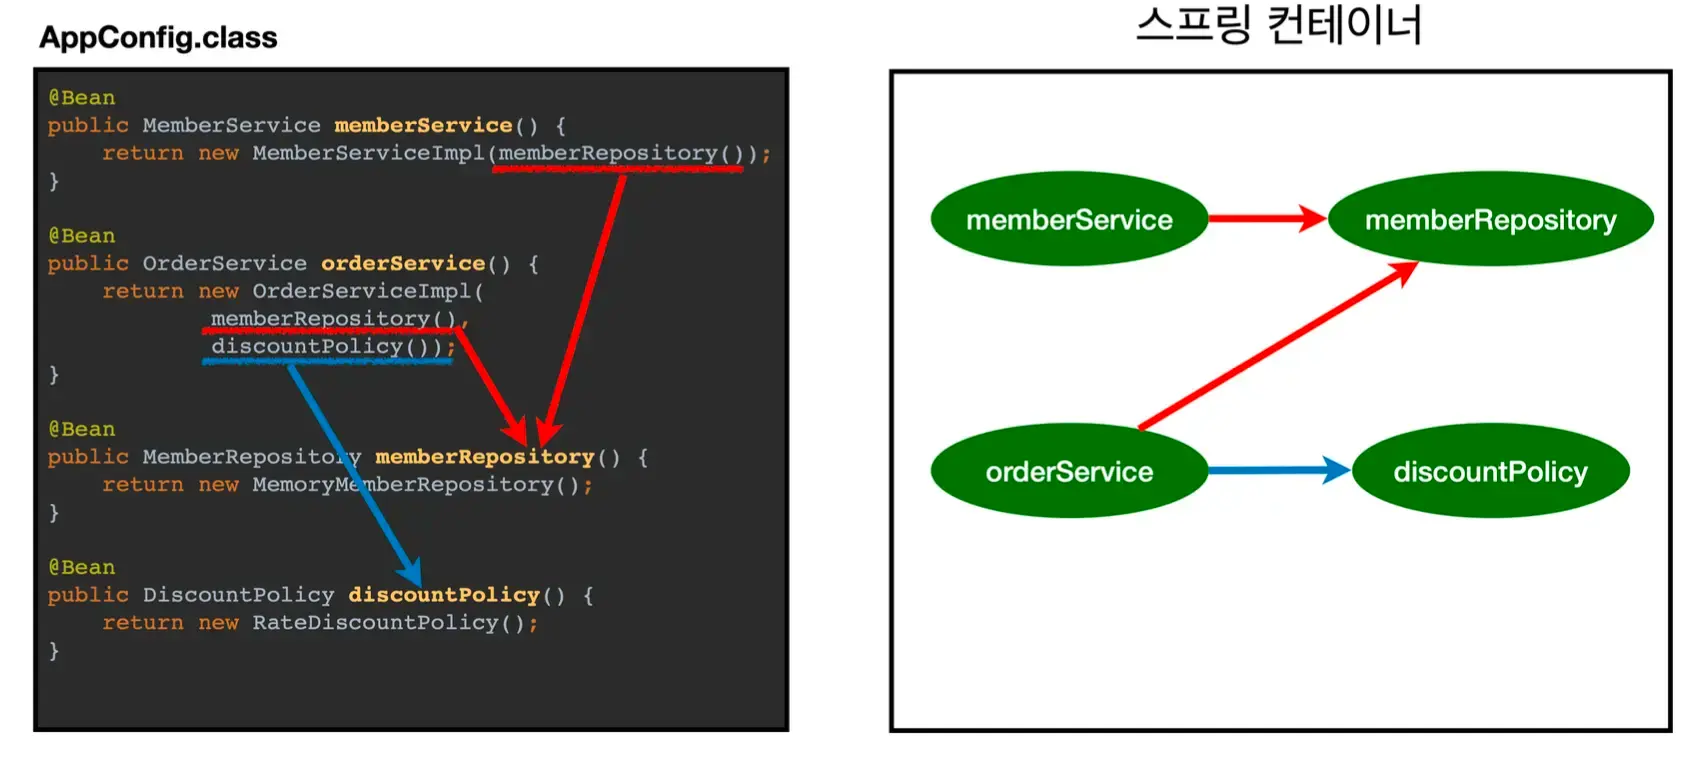 AppConfig.class
@Bean
public MemberService memberService() {
return new MemberServiceImpl(memberRepository());
}
@Bean
public OrderService orderService() {
return new OrderServiceImpl(
memberRepository(),
discountPolicy());
}
@Bean
public MemberRepository memberRepository() {
return new MemoryMemberRepository();
}
@Bean
public DiscountPolicy discountPolicy() {
return new RateDiscountPolicy();
}
스프링 컨테이너
memberService
memberRepository
orderService
discountPolicy